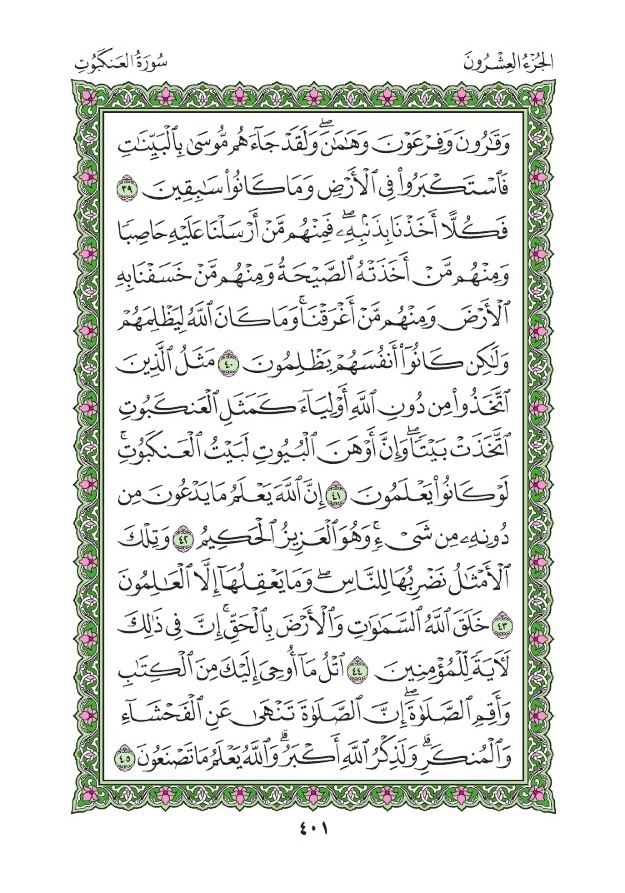 الجُزْءُ العِشْرُونَ
سُورَةُ العَنكَبُوتِ
وَقَٰرُونَ وَفِرْعَوْنَ وَهَٰمَٰنَۖ وَلَقَدْ جَآءَهُم مُّوسَىٰ بِٱلْبَيِّنَٰتِ
فَٱسْتَكْبَرُوا۟ فِى ٱلْأَرْضِ وَمَا كَانُوا۟ سَٰبِقِينَ ٣٩
فَكُلًّا أَخَذْنَا بِذَنۢبِهِۦۖ فَمِنْهُم مَّنْ أَرْسَلْنَا عَلَيْهِ حَاصِبًا
وَمِنْهُم مَّنْ أَخَذَتْهُ ٱلصَّيْحَةُ وَمِنْهُم مَّنْ خَسَفْنَا بِهِ
ٱلْأَرْضَ وَمِنْهُم مَّنْ أَغْرَقْنَاۚ وَمَا كَانَ ٱللَّهُ لِيَظْلِمَهُمْ
وَلَٰكِن كَانُوٓا۟ أَنفُسَهُمْ يَظْلِمُونَ ٤٠ مَثَلُ ٱلَّذِينَ
ٱتَّخَذُوا۟ مِن دُونِ ٱللَّهِ أَوْلِيَآءَ كَمَثَلِ ٱلْعَنكَبُوتِ
ٱتَّخَذَتْ بَيْتًاۖ وَإِنَّ أَوْهَنَ ٱلْبُيُوتِ لَبَيْتُ ٱلْعَنكَبُوتِۚ
لَوْ كَانُوا۟ يَعْلَمُونَ ٤١ إِنَّ ٱللَّهَ يَعْلَمُ مَا يَدْعُونَ مِن
دُونِهِۦ مِن شَىْءٍۚ وَهُوَ ٱلْعَزِيزُ ٱلْحَكِيمُ ٤٢ وَتِلْكَ
ٱلْأَمْثَٰلُ نَضْرِبُهَا لِلنَّاسِۖ وَمَا يَعْقِلُهَآ إِلَّا ٱلْعَٰلِمُونَ
٤٣ خَلَقَ ٱللَّهُ ٱلسَّمَٰوَٰتِ وَٱلْأَرْضَ بِٱلْحَقِّۚ إِنَّ فِى ذَٰلِكَ
لَءَايَةً لِّلْمُؤْمِنِينَ ٤٤ ٱتْلُ مَآ أُوحِىَ إِلَيْكَ مِنَ ٱلْكِتَٰبِ
وَأَقِمِ ٱلصَّلَوٰةَۖ إِنَّ ٱلصَّلَوٰةَ تَنْهَىٰ عَنِ ٱلْفَحْشَآءِ
وَٱلْمُنكَرِۗ وَلَذِكْرُ ٱللَّهِ أَكْبَرُۗ وَٱللَّهُ يَعْلَمُ مَا تَصْنَعُونَ ٤٥
٤٠١